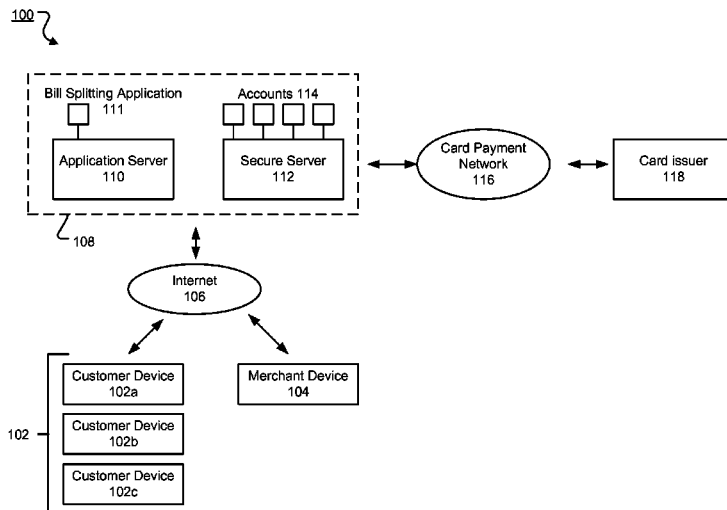 100
Bill Splitting Application
111
Accounts 114
Application Server
110
Secure Server
112
Card Payment
Network
116
Card issuer
118
108
Internet
106
Customer Device
102a
Merchant Device
104
102
Customer Device
102b
Customer Device
102c